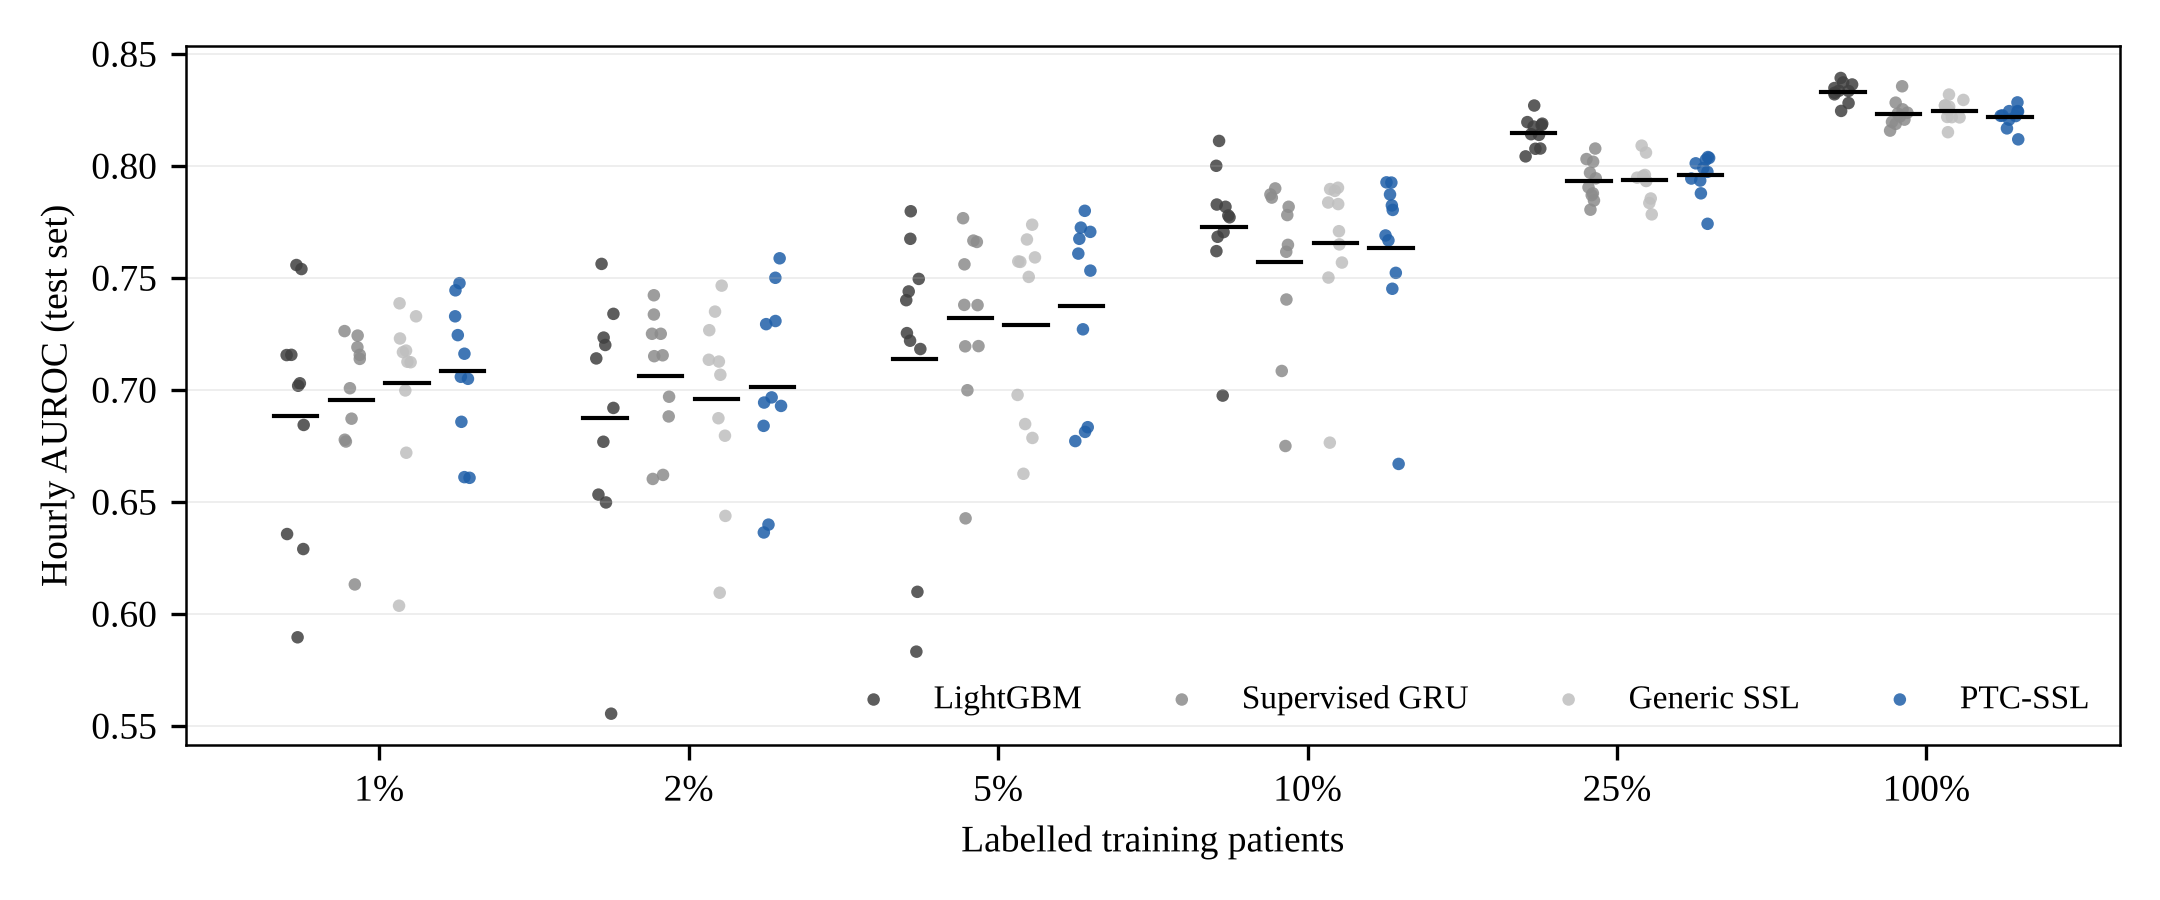 0.85
0.80
0.75
0.70
0.65
0.60
0.55
Hourly AUROC (test set)
LightGBM Supervised GRU Generic SSL PTC-SSL
1% 2% 5% 10% 25% 100%
Labelled training patients